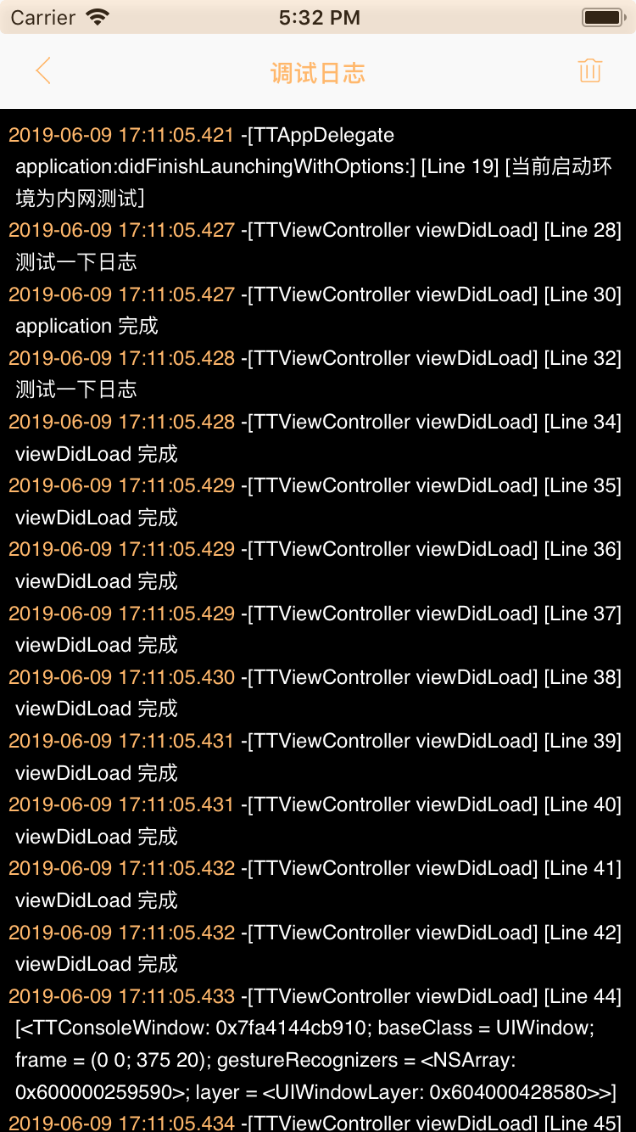 Carrier 5:32 PM
调试日志
2019-06-09 17:11:05.421 -[TTAppDelegate
application:didFinishLaunchingWithOptions:] [Line 19] [当前启动环
境为内网测试]
2019-06-09 17:11:05.427 -[TTViewController viewDidLoad] [Line 28]
测试一下日志
2019-06-09 17:11:05.427 -[TTViewController viewDidLoad] [Line 30]
application 完成
2019-06-09 17:11:05.428 -[TTViewController viewDidLoad] [Line 32]
测试一下日志
2019-06-09 17:11:05.428 -[TTViewController viewDidLoad] [Line 34]
viewDidLoad 完成
2019-06-09 17:11:05.429 -[TTViewController viewDidLoad] [Line 35]
viewDidLoad 完成
2019-06-09 17:11:05.429 -[TTViewController viewDidLoad] [Line 36]
viewDidLoad 完成
2019-06-09 17:11:05.429 -[TTViewController viewDidLoad] [Line 37]
viewDidLoad 完成
2019-06-09 17:11:05.430 -[TTViewController viewDidLoad] [Line 38]
viewDidLoad 完成
2019-06-09 17:11:05.431 -[TTViewController viewDidLoad] [Line 39]
viewDidLoad 完成
2019-06-09 17:11:05.431 -[TTViewController viewDidLoad] [Line 40]
viewDidLoad 完成
2019-06-09 17:11:05.432 -[TTViewController viewDidLoad] [Line 41]
viewDidLoad 完成
2019-06-09 17:11:05.432 -[TTViewController viewDidLoad] [Line 42]
viewDidLoad 完成
2019-06-09 17:11:05.433 -[TTViewController viewDidLoad] [Line 44]
[<TTConsoleWindow: 0x7fa4144cb910; baseClass = UIWindow;
frame = (0 0; 375 20); gestureRecognizers = <NSArray:
0x600000259590>; layer = <UIWindowLayer: 0x604000428580>>]
2019-06-09 17:11:05.434 -[TTViewController viewDidLoad] [Line 45]